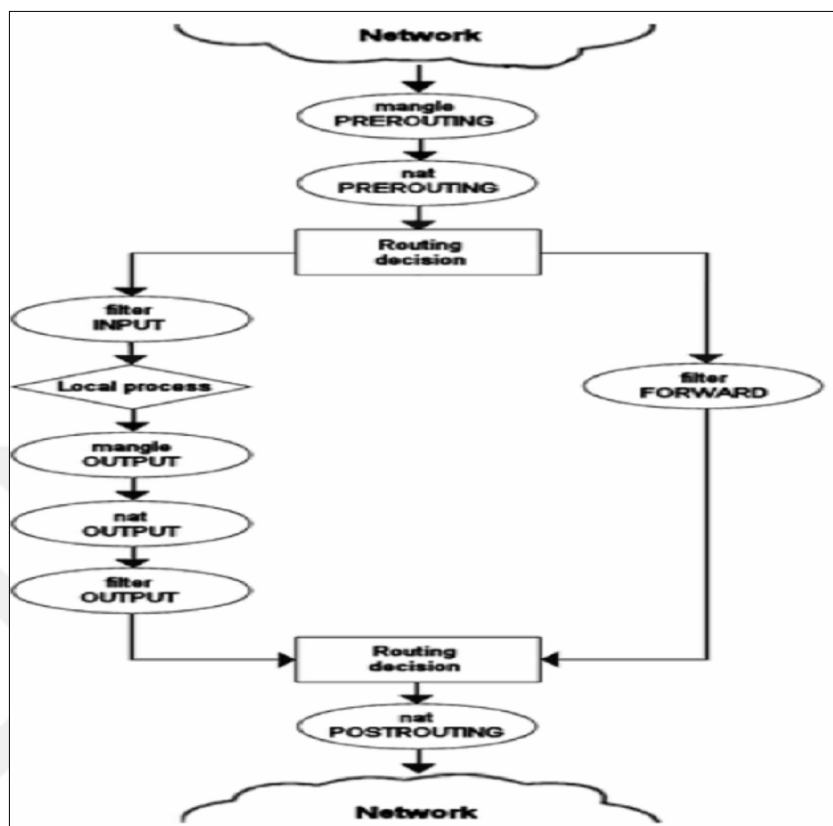 Network
mangle
PREROUTING
nat
PREROUTING
Routing
decision
filter
INPUT
Local process
filter
FORWARD
mangle
OUTPUT
nat
OUTPUT
filter
OUTPUT
Routing
decision
nat
POSTROUTING
Network